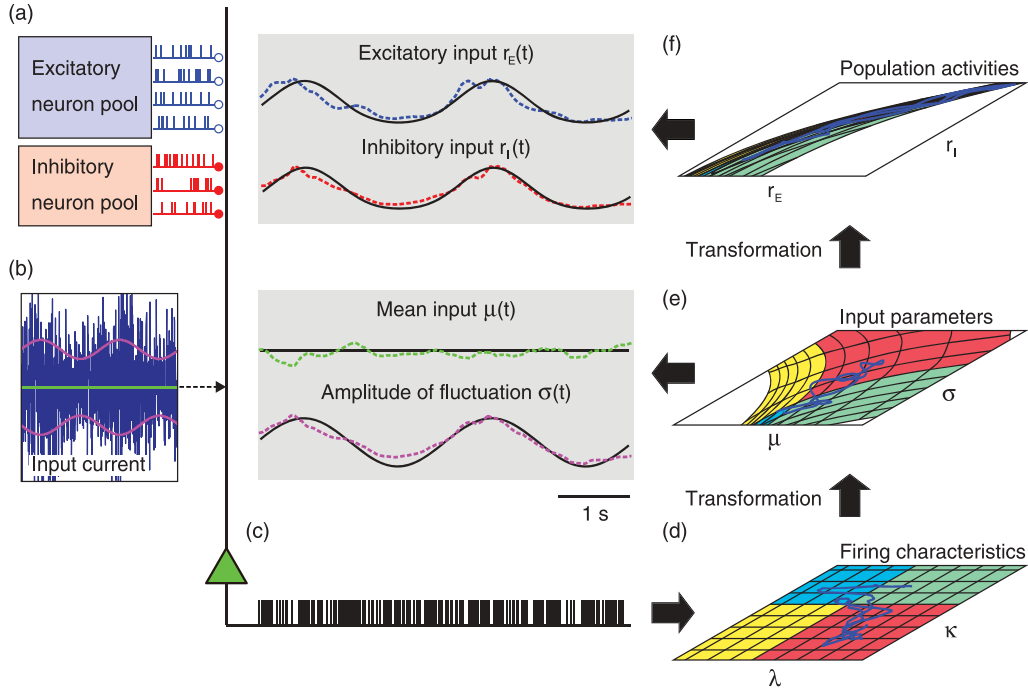 (a)
Excitatory
neuron pool
Inhibitory
neuron pool
Excitatory input r_E(t)
Inhibitory input r_I(t)
(f)
Population activities
r_I
r_E
Transformation
(b)
Input current
Mean input μ(t)
Amplitude of fluctuation σ(t)
1 s
(e)
Input parameters
σ
μ
Transformation
(c)
(d)
Firing characteristics
κ
λ